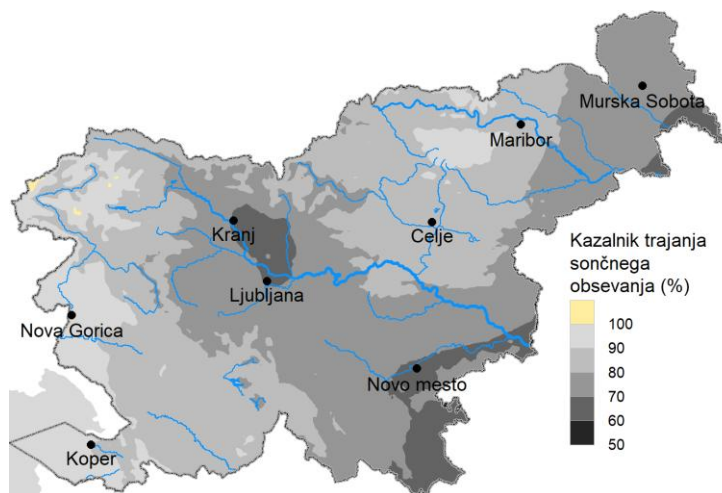 Murska Sobota
Maribor
Kranj
Celje
Ljubljana
Nova Gorica
Novo mesto
Koper
Kazalnik trajanja
sončnega
obsevanja (%)
100
90
80
70
60
50